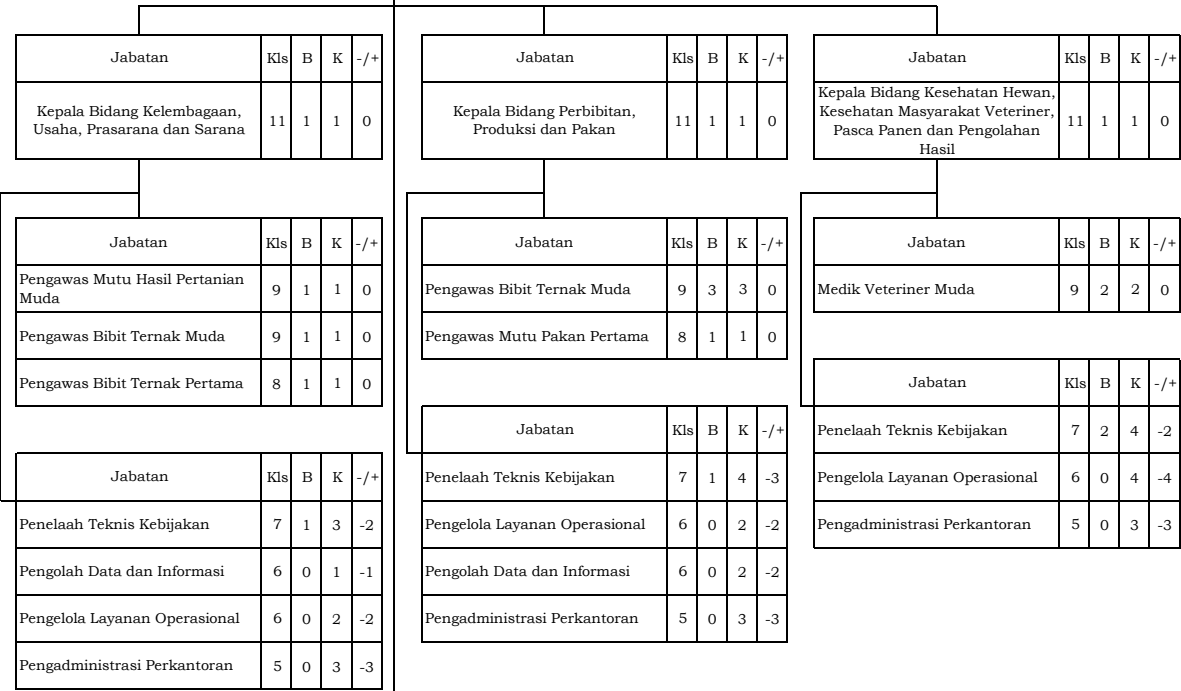 Jabatan Kls B K -/+
Kepala Bidang Kelembagaan,
Usaha, Prasarana dan Sarana 11 1 1 0
Jabatan Kls B K -/+
Pengawas Mutu Hasil Pertanian
Muda 9 1 1 0
Pengawas Bibit Ternak Muda 9 1 1 0
Pengawas Bibit Ternak Pertama 8 1 1 0
Jabatan Kls B K -/+
Penelaah Teknis Kebijakan 7 1 3 -2
Pengolah Data dan Informasi 6 0 1 -1
Pengelola Layanan Operasional 6 0 2 -2
Pengadministrasi Perkantoran 5 0 3 -3
Jabatan Kls B K -/+
Kepala Bidang Perbibitan,
Produksi dan Pakan 11 1 1 0
Jabatan Kls B K -/+
Pengawas Bibit Ternak Muda 9 3 3 0
Pengawas Mutu Pakan Pertama 8 1 1 0
Jabatan Kls B K -/+
Penelaah Teknis Kebijakan 7 1 4 -3
Pengelola Layanan Operasional 6 0 2 -2
Pengolah Data dan Informasi 6 0 2 -2
Pengadministrasi Perkantoran 5 0 3 -3
Jabatan Kls B K -/+
Kepala Bidang Kesehatan Hewan,
Kesehatan Masyarakat Veteriner,
Pasca Panen dan Pengolahan
Hasil 11 1 1 0
Jabatan Kls B K -/+
Medik Veteriner Muda 9 2 2 0
Jabatan Kls B K -/+
Penelaah Teknis Kebijakan 7 2 4 -2
Pengelola Layanan Operasional 6 0 4 -4
Pengadministrasi Perkantoran 5 0 3 -3